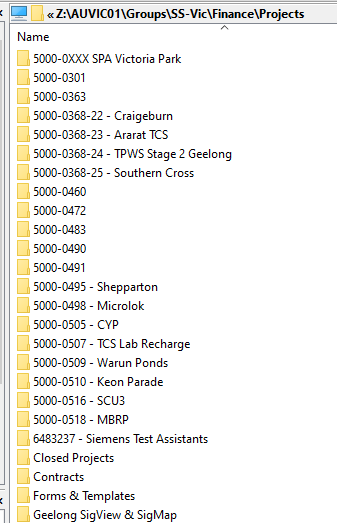 « Z:\AUVIC01\Groups\SS-Vic\Finance\Projects
Name
5000-0XXX SPA Victoria Park
5000-0301
5000-0363
5000-0368-22 - Craigeburn
5000-0368-23 - Ararat TCS
5000-0368-24 - TPWS Stage 2 Geelong
5000-0368-25 - Southern Cross
5000-0460
5000-0472
5000-0483
5000-0490
5000-0491
5000-0495 - Shepparton
5000-0498 - Microlok
5000-0505 - CYP
5000-0507 - TCS Lab Recharge
5000-0509 - Warun Ponds
5000-0510 - Keon Parade
5000-0516 - SCU3
5000-0518 - MBRP
6483237 - Siemens Test Assistants
Closed Projects
Contracts
Forms & Templates
Geelong SigView & SigMap